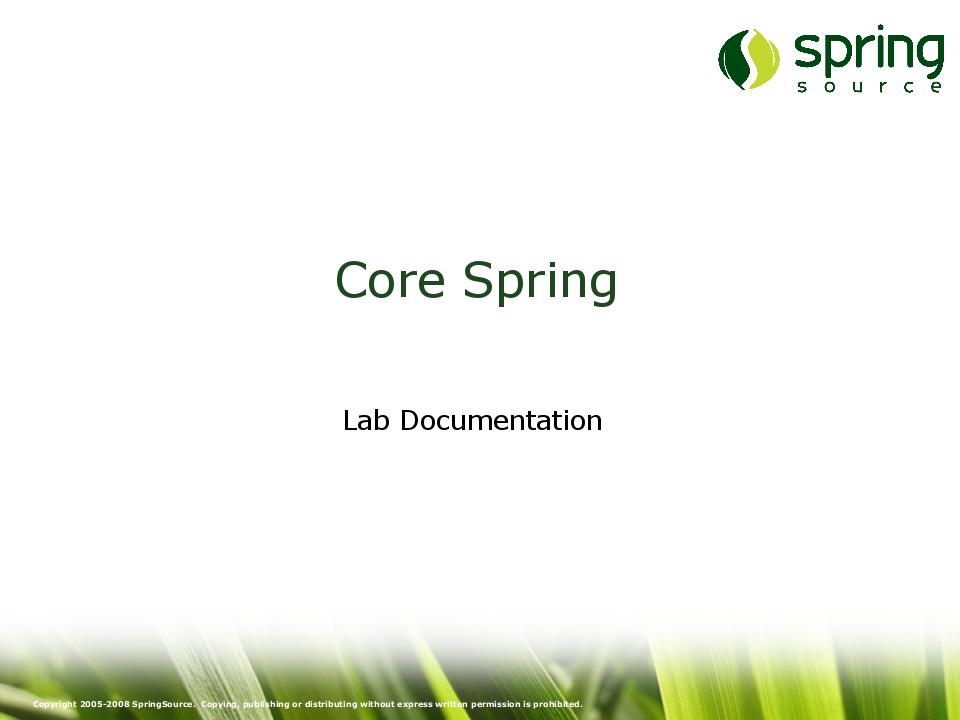 spring
source
Core Spring
Lab Documentation
Copyright 2005-2008 SpringSource. Copying, publishing or distributing without express written permission is prohibited.